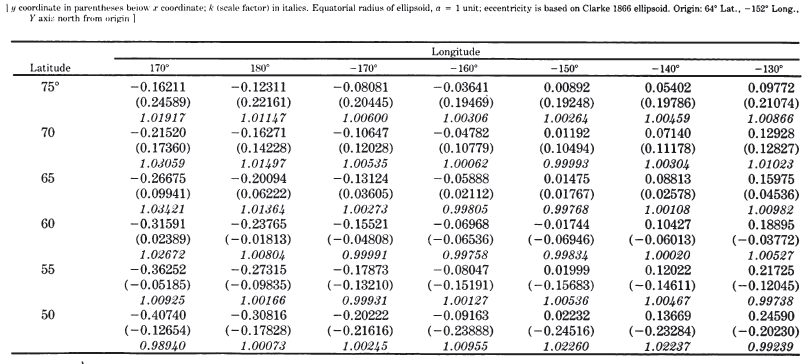 [ y coordinate in parentheses below x coordinate; k (scale factor) in italics. Equatorial radius of ellipsoid, a = 1 unit; eccentricity is based on Clarke 1866 ellipsoid. Origin: 64° Lat., −152° Long.,
Y axis north from origin ]
Longitude
Latitude 170° 180° −170° −160° −150° −140° −130°
75° −0.16211 −0.12311 −0.08081 −0.03641 0.00892 0.05402 0.09772
(0.24589) (0.22161) (0.20445) (0.19469) (0.19248) (0.19786) (0.21074)
1.01917 1.01147 1.00600 1.00306 1.00264 1.00459 1.00866
70 −0.21520 −0.16271 −0.10647 −0.04782 0.01192 0.07140 0.12928
(0.17360) (0.14228) (0.12028) (0.10779) (0.10494) (0.11178) (0.12827)
1.03059 1.01497 1.00535 1.00062 0.99993 1.00304 1.01023
65 −0.26675 −0.20094 −0.13124 −0.05888 0.01475 0.08813 0.15975
(0.09941) (0.06222) (0.03605) (0.02112) (0.01767) (0.02578) (0.04536)
1.03421 1.01364 1.00273 0.99805 0.99768 1.00108 1.00982
60 −0.31591 −0.23765 −0.15521 −0.06968 −0.01744 0.10427 0.18895
(0.02389) (−0.01813) (−0.04808) (−0.06536) (−0.06946) (−0.06013) (−0.03772)
1.02672 1.00804 0.99991 0.99758 0.99834 1.00020 1.00527
55 −0.36252 −0.27315 −0.17873 −0.08047 0.01999 0.12022 0.21725
(−0.05185) (−0.09835) (−0.13210) (−0.15191) (−0.15683) (−0.14611) (−0.12045)
1.00925 1.00166 0.99931 1.00127 1.00536 1.00467 0.99738
50 −0.40740 −0.30816 −0.20222 −0.09163 0.02232 0.13669 0.24590
(−0.12654) (−0.17828) (−0.21616) (−0.23888) (−0.24516) (−0.23284) (−0.20230)
0.98940 1.00073 1.00245 1.00955 1.02260 1.02237 0.99239